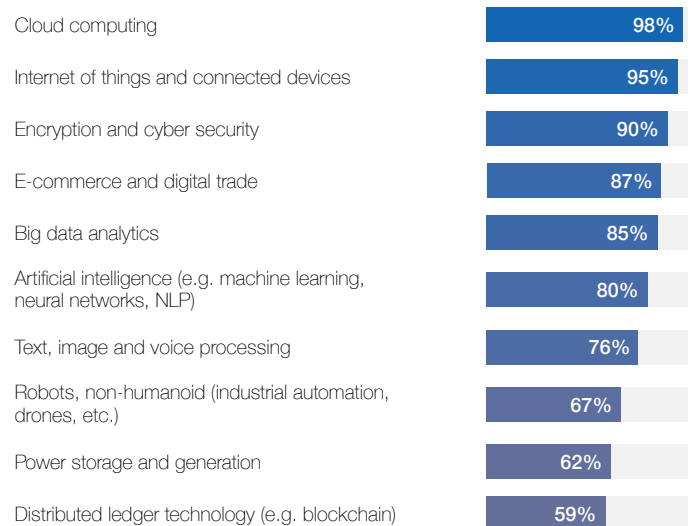 Cloud computing 98%
Internet of things and connected devices 95%
Encryption and cyber security 90%
E-commerce and digital trade 87%
Big data analytics 85%
Artificial intelligence (e.g. machine learning,
neural networks, NLP) 80%
Text, image and voice processing 76%
Robots, non-humanoid (industrial automation,
drones, etc.) 67%
Power storage and generation 62%
Distributed ledger technology (e.g. blockchain) 59%